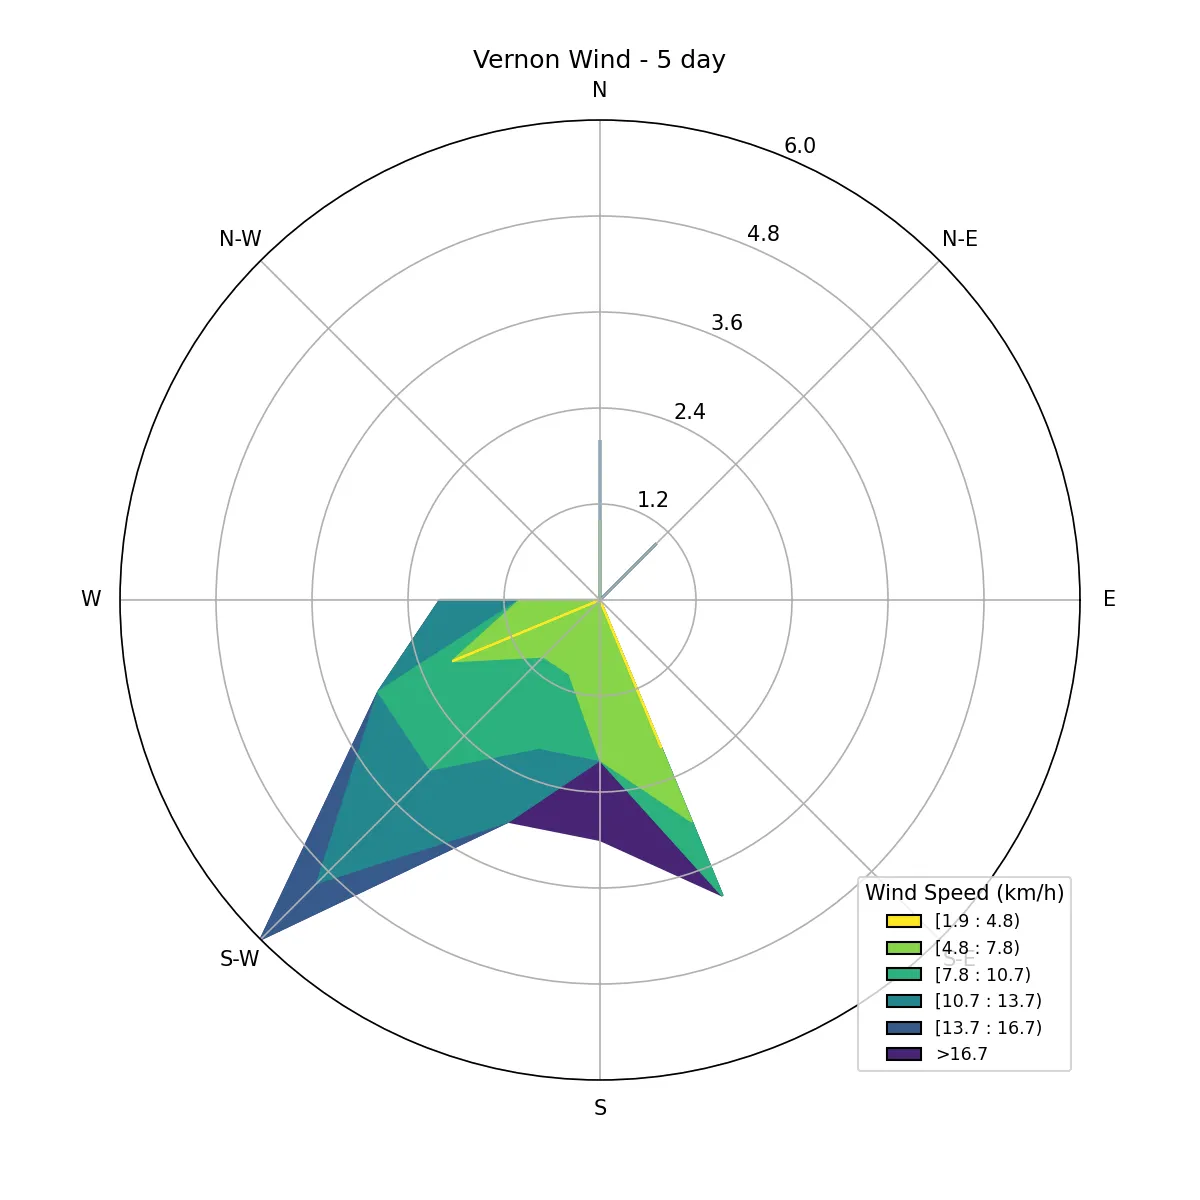 Vernon Wind - 5 day
N
6.0
N-W
4.8
N-E
3.6
2.4
1.2
W
E
Wind Speed (km/h)
[1.9 : 4.8)
[4.8 : 7.8)
[7.8 : 10.7)
[10.7 : 13.7)
[13.7 : 16.7)
>16.7
S-W
S-E
S